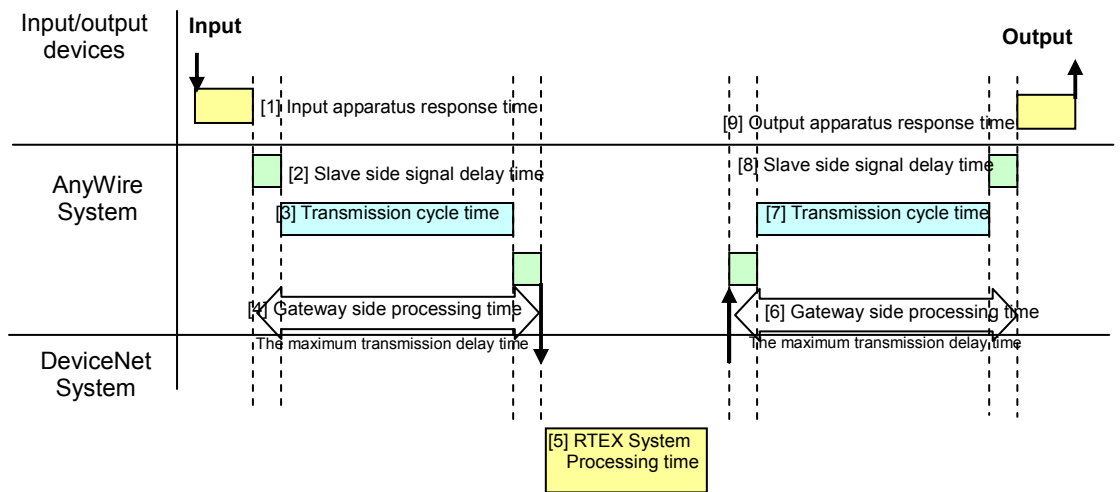 Input/output
devices
Input
Output
[1] Input apparatus response time
[9] Output apparatus response time
AnyWire
System
[2] Slave side signal delay time
[8] Slave side signal delay time
[3] Transmission cycle time
[7] Transmission cycle time
[4] Gateway side processing time
[6] Gateway side processing time
The maximum transmission delay time
The maximum transmission delay time
DeviceNet
System
[5] RTEX System
Processing time